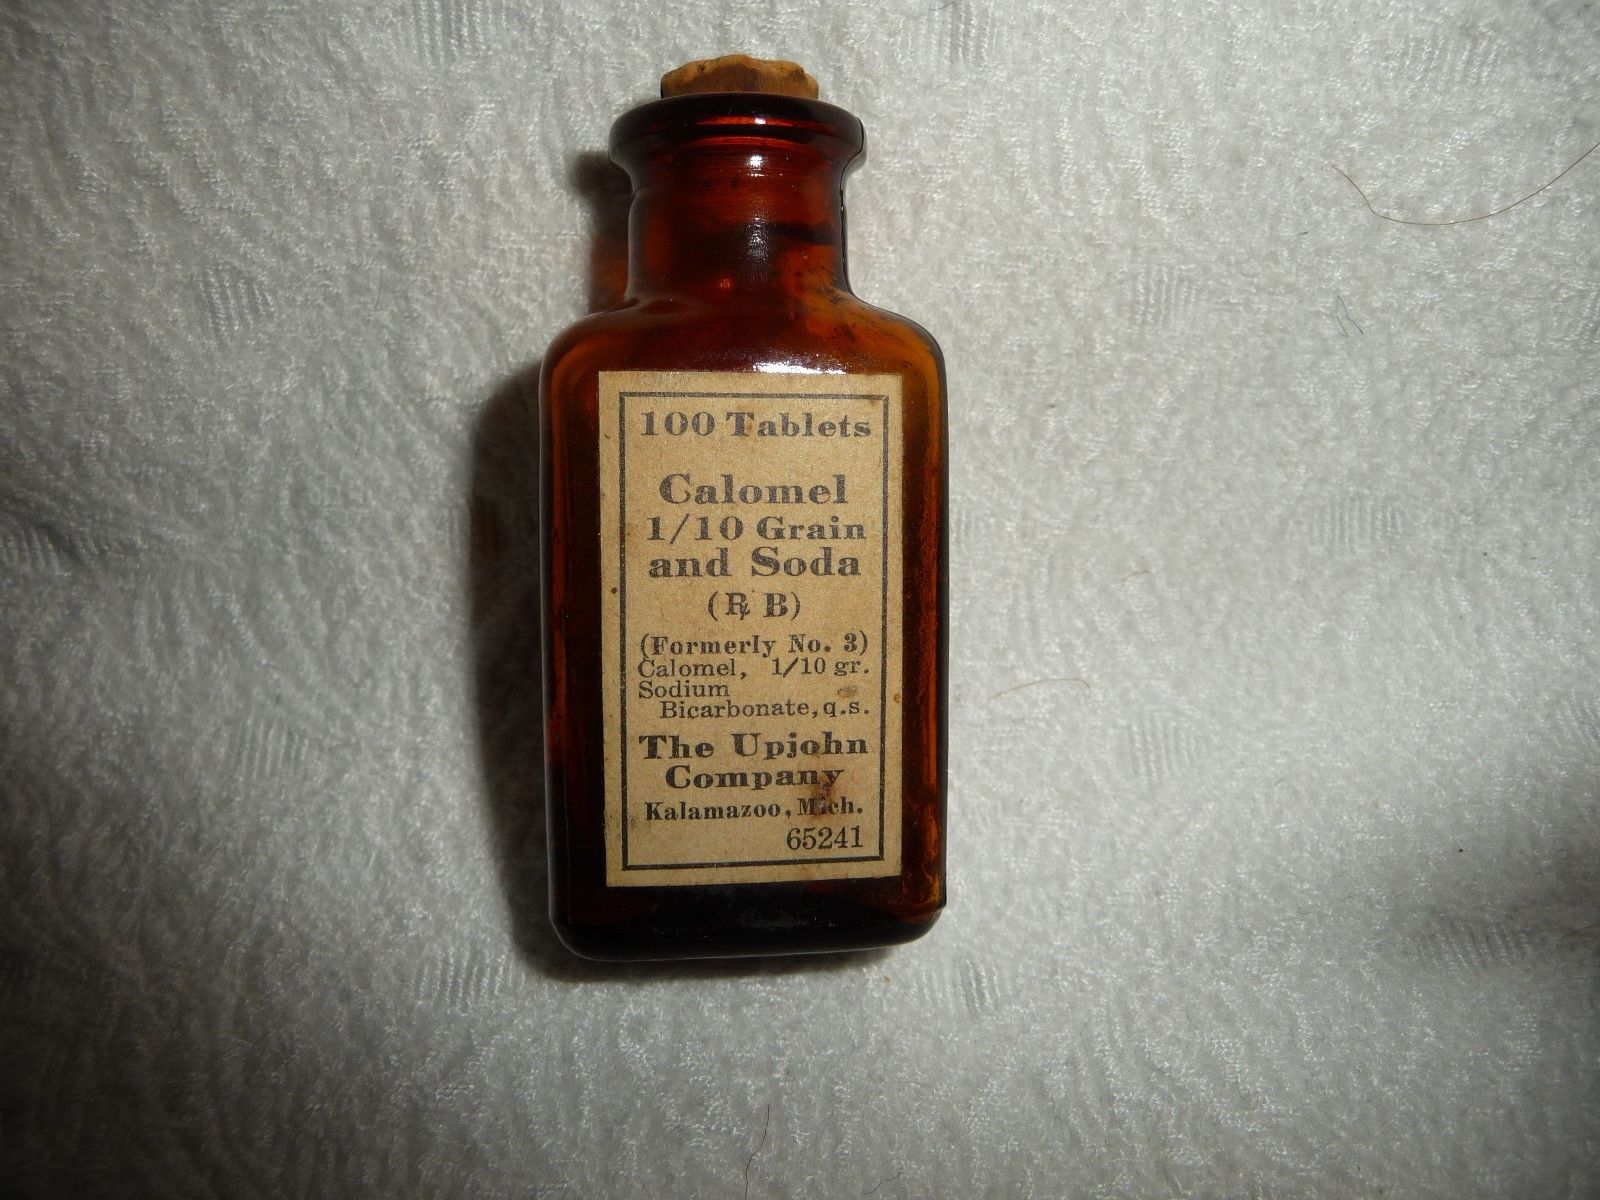 100 Tablets
Calomel
1/10 Grain
and Soda
(℞ B)
(Formerly No. 3)
Calomel, 1/10 gr.
Sodium
Bicarbonate, q.s.
The Upjohn
Company
Kalamazoo, Mich.
65241